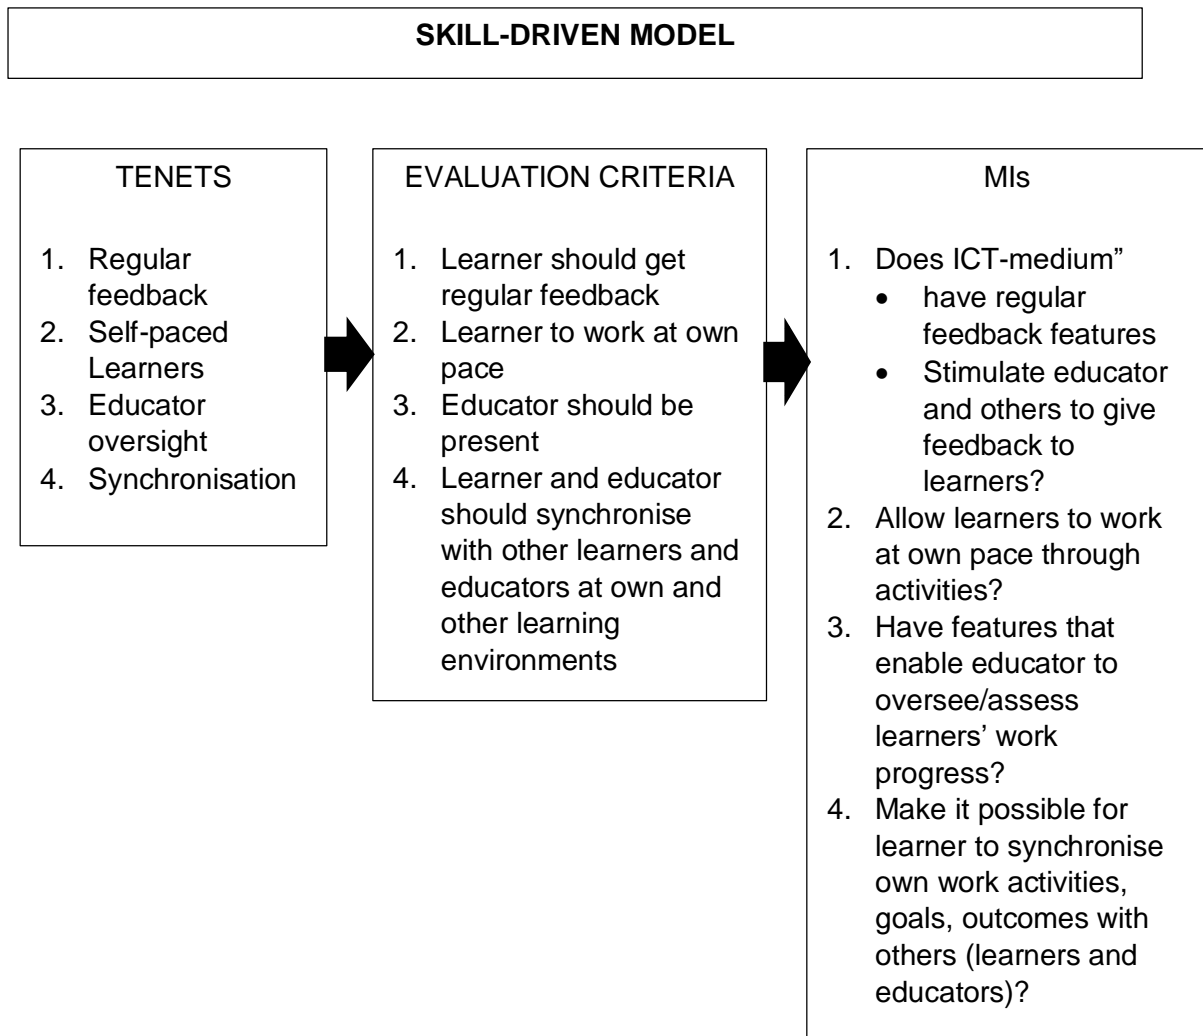 SKILL-DRIVEN MODEL
TENETS
1. Regular
feedback
2. Self-paced
Learners
3. Educator
oversight
4. Synchronisation
EVALUATION CRITERIA
1. Learner should get
regular feedback
2. Learner to work at own
pace
3. Educator should be
present
4. Learner and educator
should synchronise
with other learners and
educators at own and
other learning
environments
MIs
1. Does ICT-medium”
• have regular
feedback features
• Stimulate educator
and others to give
feedback to
learners?
2. Allow learners to work
at own pace through
activities?
3. Have features that
enable educator to
oversee/assess
learners’ work
progress?
4. Make it possible for
learner to synchronise
own work activities,
goals, outcomes with
others (learners and
educators)?